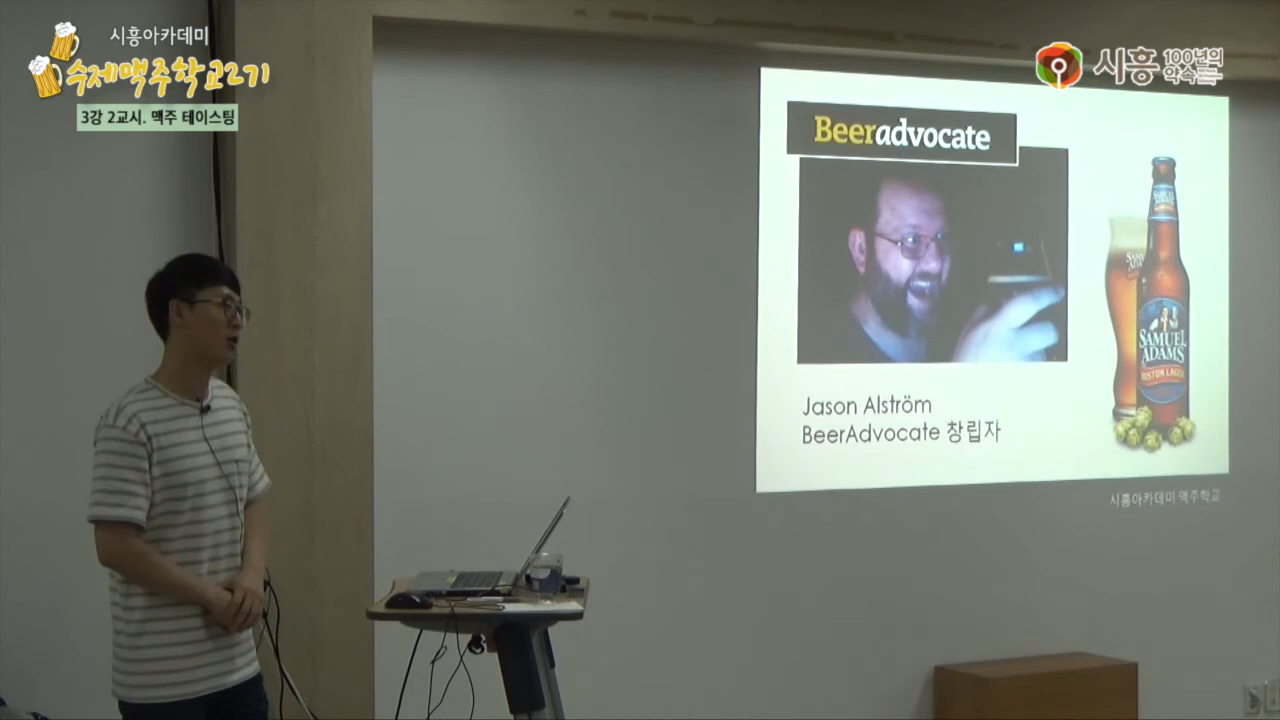 시흥아카데미
수제맥주학교2기
3강 2교시. 맥주 테이스팅
시흥 100년의
약속
Beeradvocate
SAMUEL
ADAMS
BOSTON LAGER
Jason Alström
BeerAdvocate 창립자
시흥아카데미 맥주학교